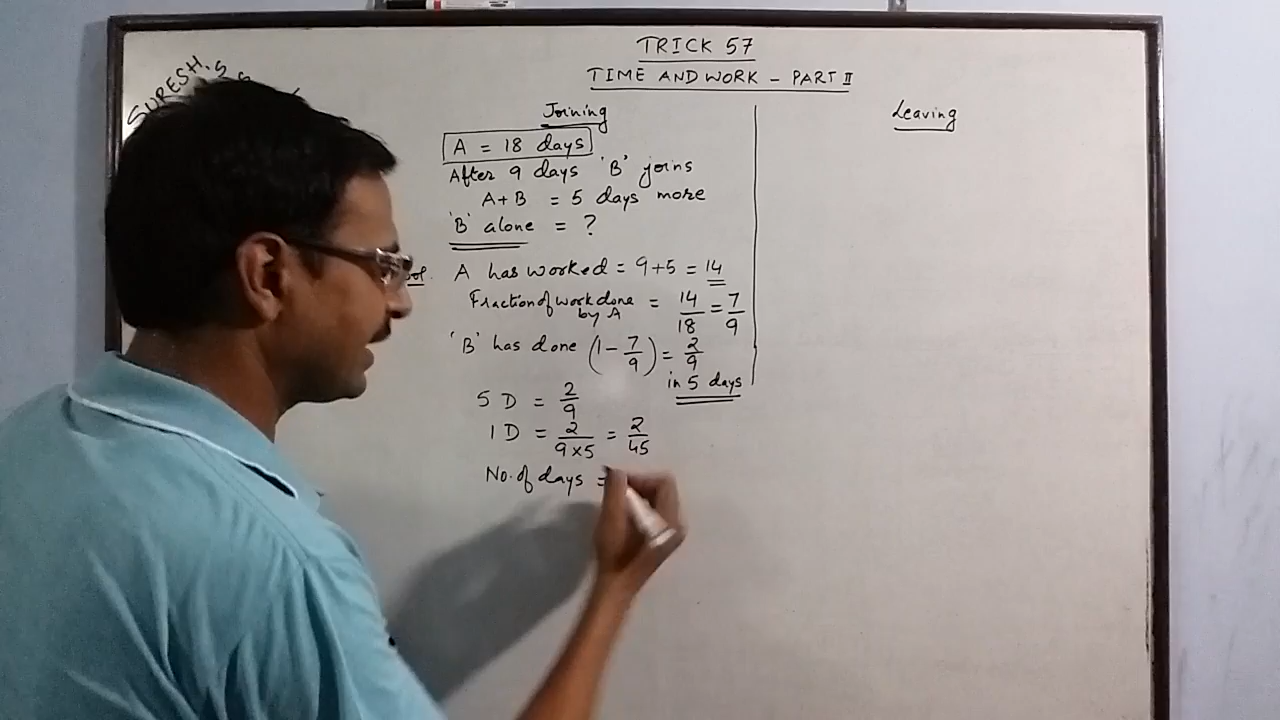 TRICK 57
TIME AND WORK - PART II
SURESH'S
Joining
A = 18 days
After 9 days 'B' joins
A+B = 5 days more
'B' alone = ?
Sol. A has worked = 9+5 = 14
Fraction of work done by A = 14/18 = 7/9
'B' has done (1 - 7/9) = 2/9
in 5 days
5 D = 2/9
1 D = 2/9×5 = 2/45
No. of days =
Leaving